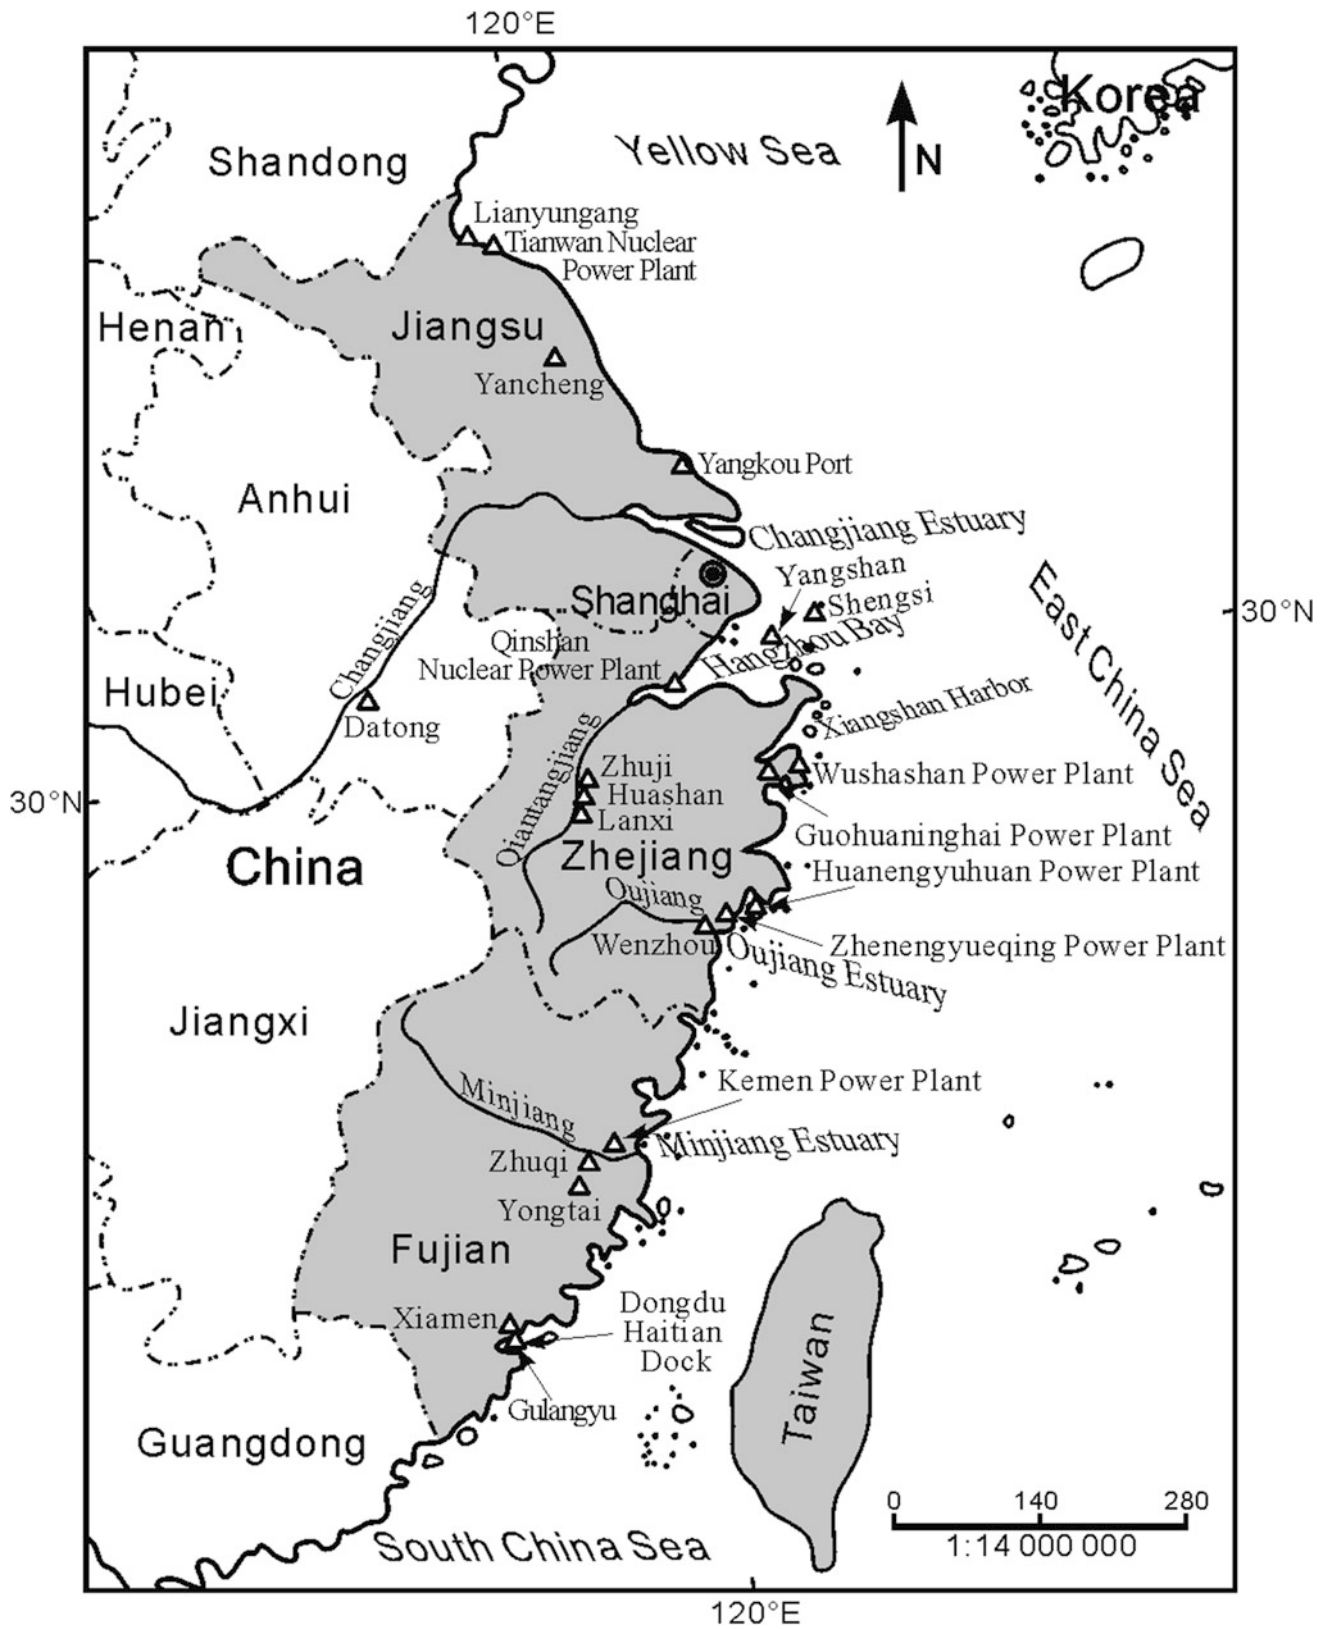 120°E
Korea
Yellow Sea
N
Shandong
Lianyungang
Tianwan Nuclear
Power Plant
Henan
Jiangsu
Yancheng
Yangkou Port
Anhui
Changjiang Estuary
Yangshan
Shengsi
Shanghai
30°N
East China Sea
Changjiang
Qinshan
Nuclear Power Plant
Hangzhou Bay
Hubei
Datong
Xiangshan Harbor
Qiantangjiang
Zhuji
Huashan
Lanxi
Wushashan Power Plant
30°N
Guohuaninghai Power Plant
China
Zhejiang
Huanengyuhuan Power Plant
Oujiang
Wenzhou
Zhenengyueqing Power Plant
Oujiang Estuary
Jiangxi
Kemen Power Plant
Minjiang
Minjiang Estuary
Zhuqi
Yongtai
Fujian
Xiamen
Dongdu
Haitian
Dock
Gulangyu
Taiwan
Guangdong
0 140 280
1:14 000 000
South China Sea
120°E